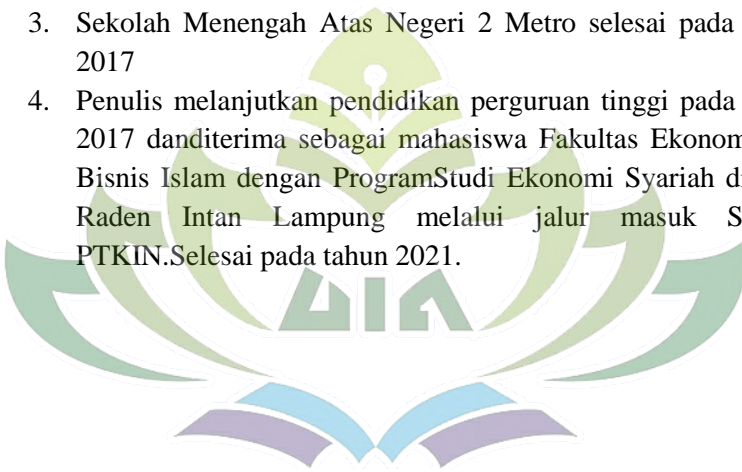 3. Sekolah Menengah Atas Negeri 2 Metro selesai pada
2017
4. Penulis melanjutkan pendidikan perguruan tinggi pada
2017 danditerima sebagai mahasiswa Fakultas Ekonom
Bisnis Islam dengan ProgramStudi Ekonomi Syariah di
Raden Intan Lampung melalui jalur masuk S
PTKIN.Selesai pada tahun 2021.
UIN